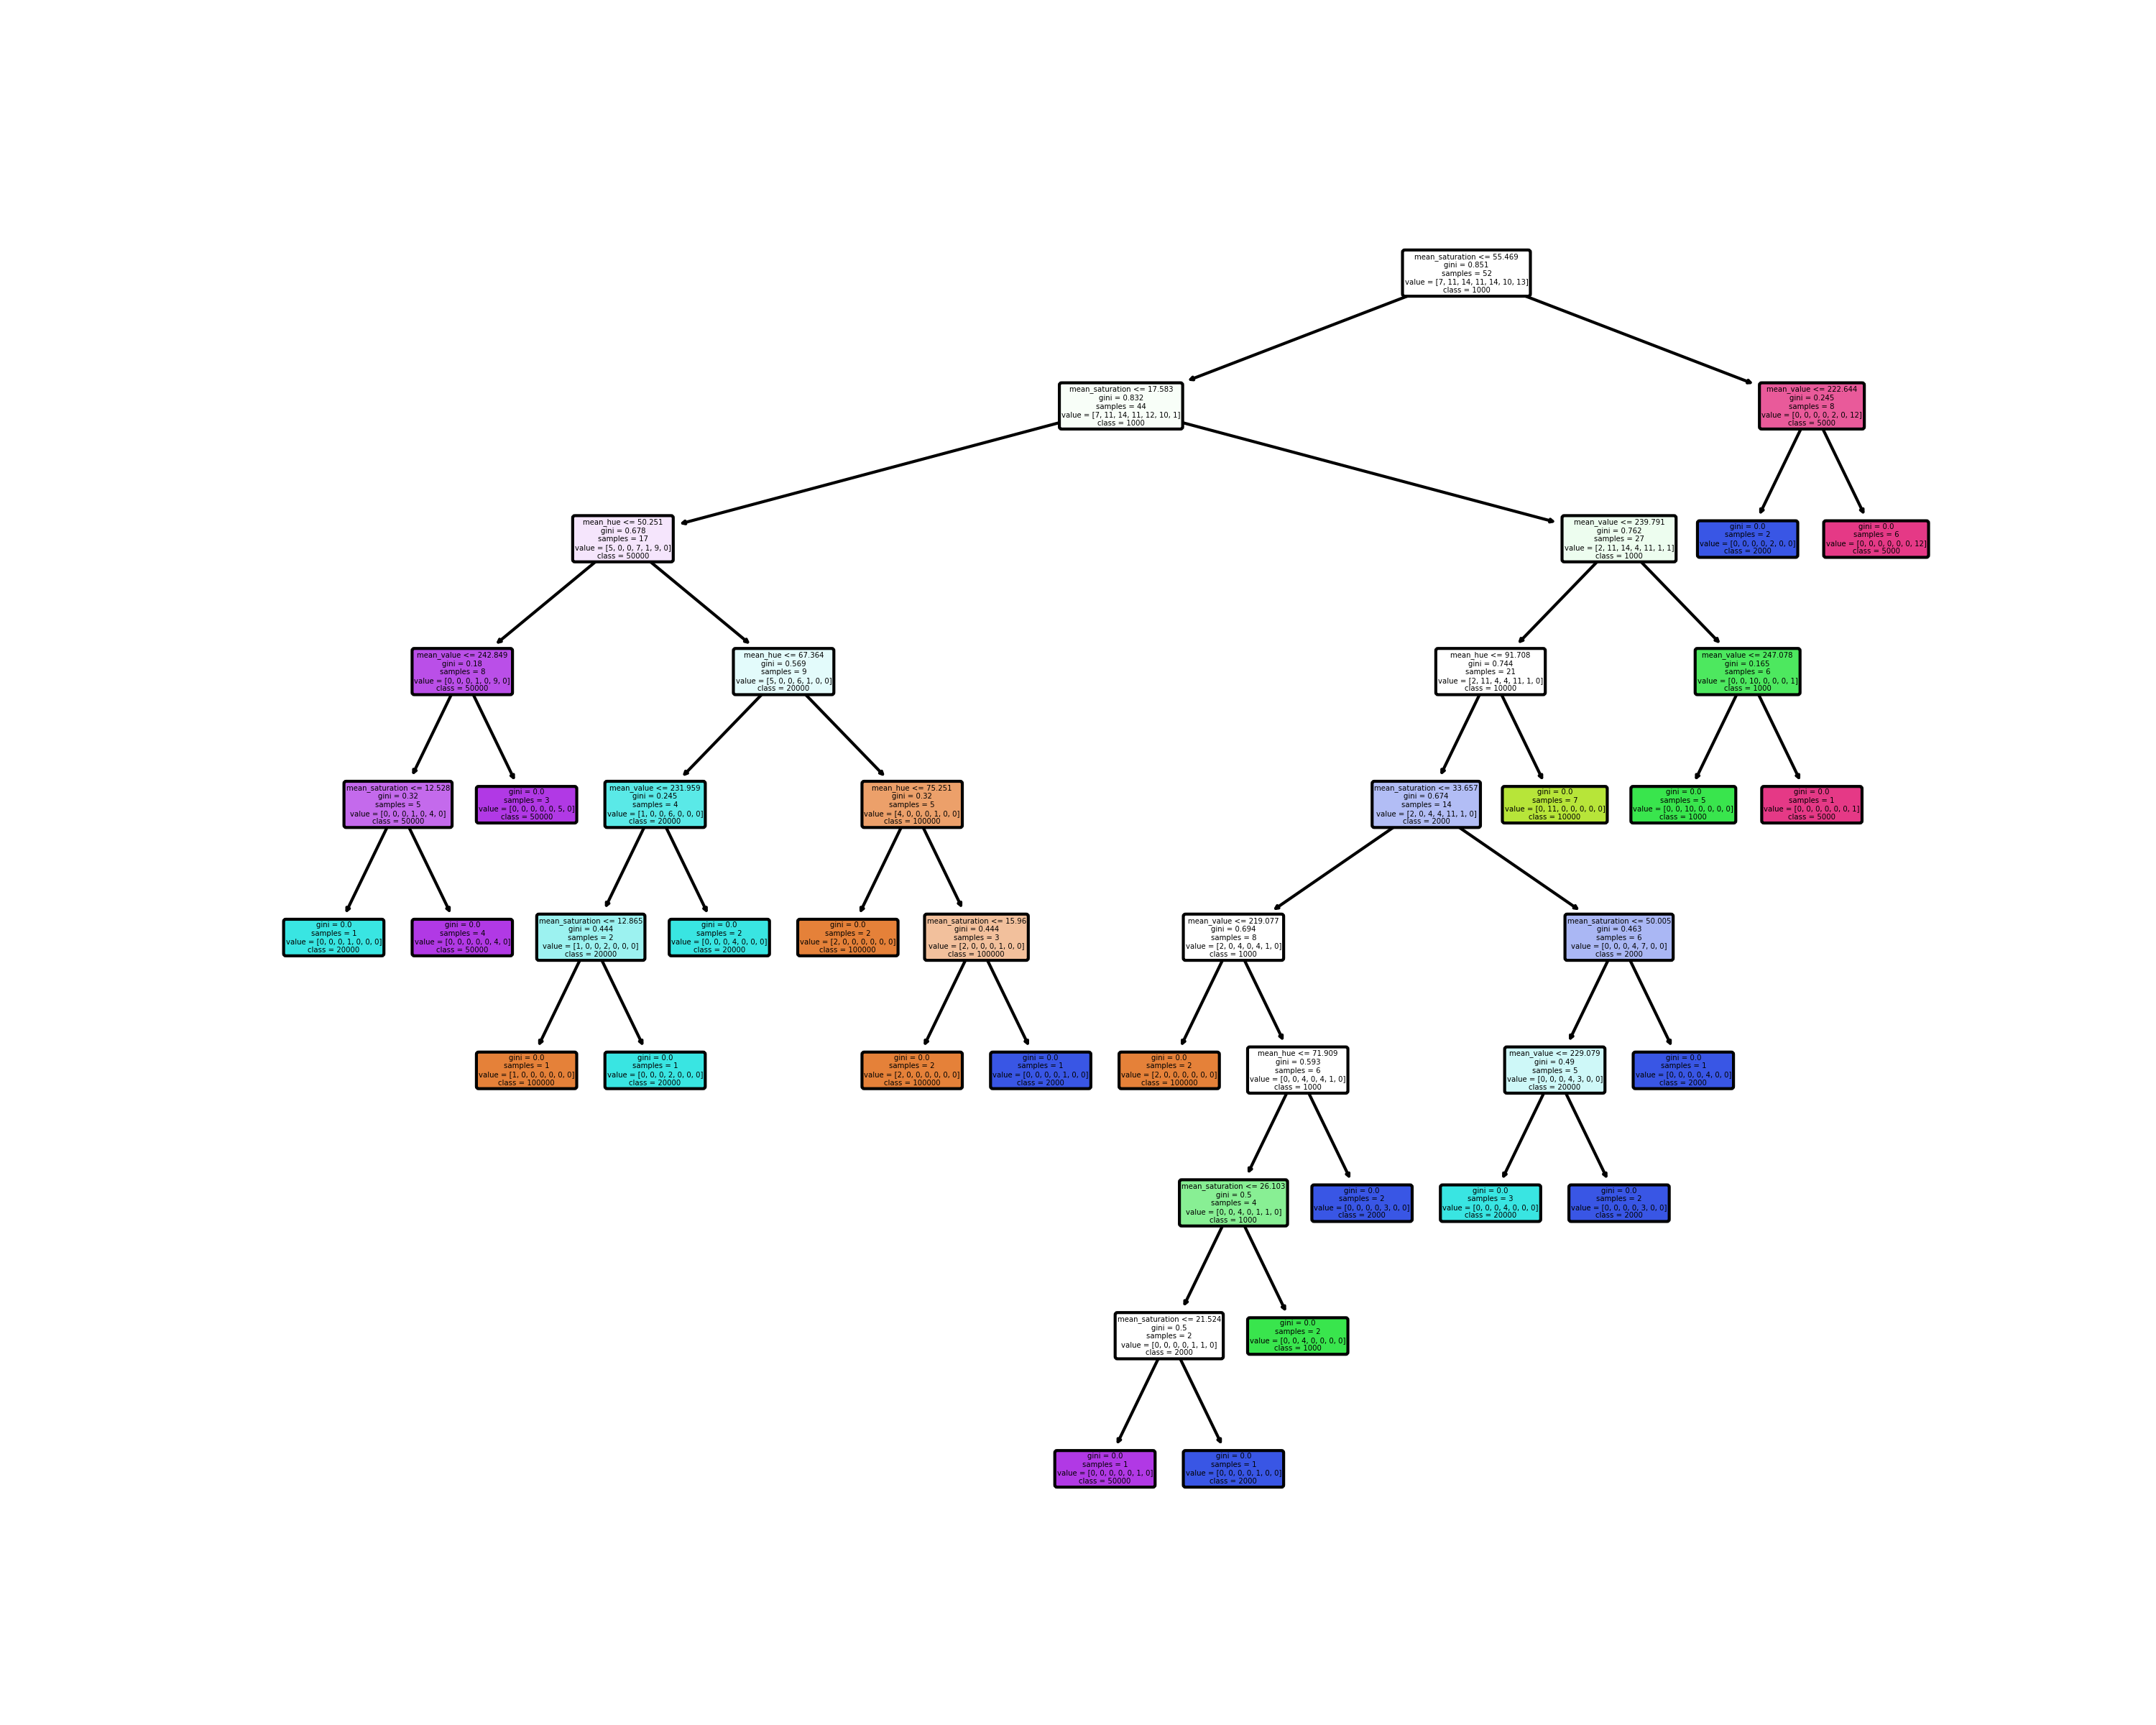 mean_saturation <= 55.469
gini = 0.851
samples = 52
value = [7, 11, 14, 11, 14, 10, 13]
class = 1000
mean_saturation <= 17.583
gini = 0.832
samples = 44
value = [7, 11, 14, 11, 12, 10, 1]
class = 1000
mean_value <= 222.644
gini = 0.245
samples = 8
value = [0, 0, 0, 0, 2, 0, 12]
class = 5000
mean_hue <= 50.251
gini = 0.678
samples = 17
value = [5, 0, 0, 7, 1, 9, 0]
class = 50000
mean_value <= 239.791
gini = 0.762
samples = 27
value = [2, 11, 14, 4, 11, 1, 1]
class = 1000
gini = 0.0
samples = 2
value = [0, 0, 0, 0, 2, 0, 0]
class = 2000
gini = 0.0
samples = 6
value = [0, 0, 0, 0, 0, 0, 12]
class = 5000
mean_value <= 242.849
gini = 0.18
samples = 8
value = [0, 0, 0, 1, 0, 9, 0]
class = 50000
mean_hue <= 67.364
gini = 0.569
samples = 9
value = [5, 0, 0, 6, 1, 0, 0]
class = 20000
mean_hue <= 91.708
gini = 0.744
samples = 21
value = [2, 11, 4, 4, 11, 1, 0]
class = 10000
mean_value <= 247.078
gini = 0.165
samples = 6
value = [0, 0, 10, 0, 0, 0, 1]
class = 1000
mean_saturation <= 12.528
gini = 0.32
samples = 5
value = [0, 0, 0, 1, 0, 4, 0]
class = 50000
gini = 0.0
samples = 3
value = [0, 0, 0, 0, 0, 5, 0]
class = 50000
mean_value <= 231.959
gini = 0.245
samples = 4
value = [1, 0, 0, 6, 0, 0, 0]
class = 20000
mean_hue <= 75.251
gini = 0.32
samples = 5
value = [4, 0, 0, 0, 1, 0, 0]
class = 100000
mean_saturation <= 33.657
gini = 0.674
samples = 14
value = [2, 0, 4, 4, 11, 1, 0]
class = 2000
gini = 0.0
samples = 7
value = [0, 11, 0, 0, 0, 0, 0]
class = 10000
gini = 0.0
samples = 5
value = [0, 0, 10, 0, 0, 0, 0]
class = 1000
gini = 0.0
samples = 1
value = [0, 0, 0, 0, 0, 0, 1]
class = 5000
gini = 0.0
samples = 1
value = [0, 0, 0, 1, 0, 0, 0]
class = 20000
gini = 0.0
samples = 4
value = [0, 0, 0, 0, 0, 4, 0]
class = 50000
mean_saturation <= 12.865
gini = 0.444
samples = 2
value = [1, 0, 0, 2, 0, 0, 0]
class = 20000
gini = 0.0
samples = 2
value = [0, 0, 0, 4, 0, 0, 0]
class = 20000
gini = 0.0
samples = 2
value = [2, 0, 0, 0, 0, 0, 0]
class = 100000
mean_saturation <= 15.96
gini = 0.444
samples = 3
value = [2, 0, 0, 0, 1, 0, 0]
class = 100000
mean_value <= 219.077
gini = 0.694
samples = 8
value = [2, 0, 4, 0, 4, 1, 0]
class = 1000
mean_saturation <= 50.005
gini = 0.463
samples = 6
value = [0, 0, 0, 4, 7, 0, 0]
class = 2000
gini = 0.0
samples = 1
value = [1, 0, 0, 0, 0, 0, 0]
class = 100000
gini = 0.0
samples = 1
value = [0, 0, 0, 2, 0, 0, 0]
class = 20000
gini = 0.0
samples = 2
value = [2, 0, 0, 0, 0, 0, 0]
class = 100000
gini = 0.0
samples = 1
value = [0, 0, 0, 0, 1, 0, 0]
class = 2000
gini = 0.0
samples = 2
value = [2, 0, 0, 0, 0, 0, 0]
class = 100000
mean_hue <= 71.909
gini = 0.593
samples = 6
value = [0, 0, 4, 0, 4, 1, 0]
class = 1000
mean_value <= 229.079
gini = 0.49
samples = 5
value = [0, 0, 0, 4, 3, 0, 0]
class = 20000
gini = 0.0
samples = 1
value = [0, 0, 0, 0, 4, 0, 0]
class = 2000
mean_saturation <= 26.103
gini = 0.5
samples = 4
value = [0, 0, 4, 0, 1, 1, 0]
class = 1000
gini = 0.0
samples = 2
value = [0, 0, 0, 0, 3, 0, 0]
class = 2000
gini = 0.0
samples = 3
value = [0, 0, 0, 4, 0, 0, 0]
class = 20000
gini = 0.0
samples = 2
value = [0, 0, 0, 0, 3, 0, 0]
class = 2000
mean_saturation <= 21.524
gini = 0.5
samples = 2
value = [0, 0, 0, 0, 1, 1, 0]
class = 2000
gini = 0.0
samples = 2
value = [0, 0, 4, 0, 0, 0, 0]
class = 1000
gini = 0.0
samples = 1
value = [0, 0, 0, 0, 0, 1, 0]
class = 50000
gini = 0.0
samples = 1
value = [0, 0, 0, 0, 1, 0, 0]
class = 2000